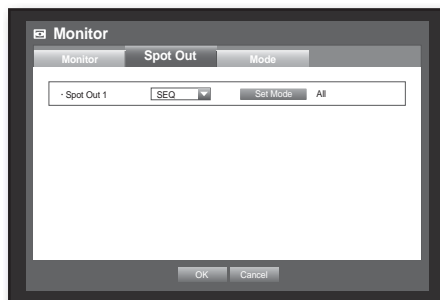 Monitor
Monitor Spot Out Mode
· Spot Out 1 SEQ Set Mode All
OK Cancel